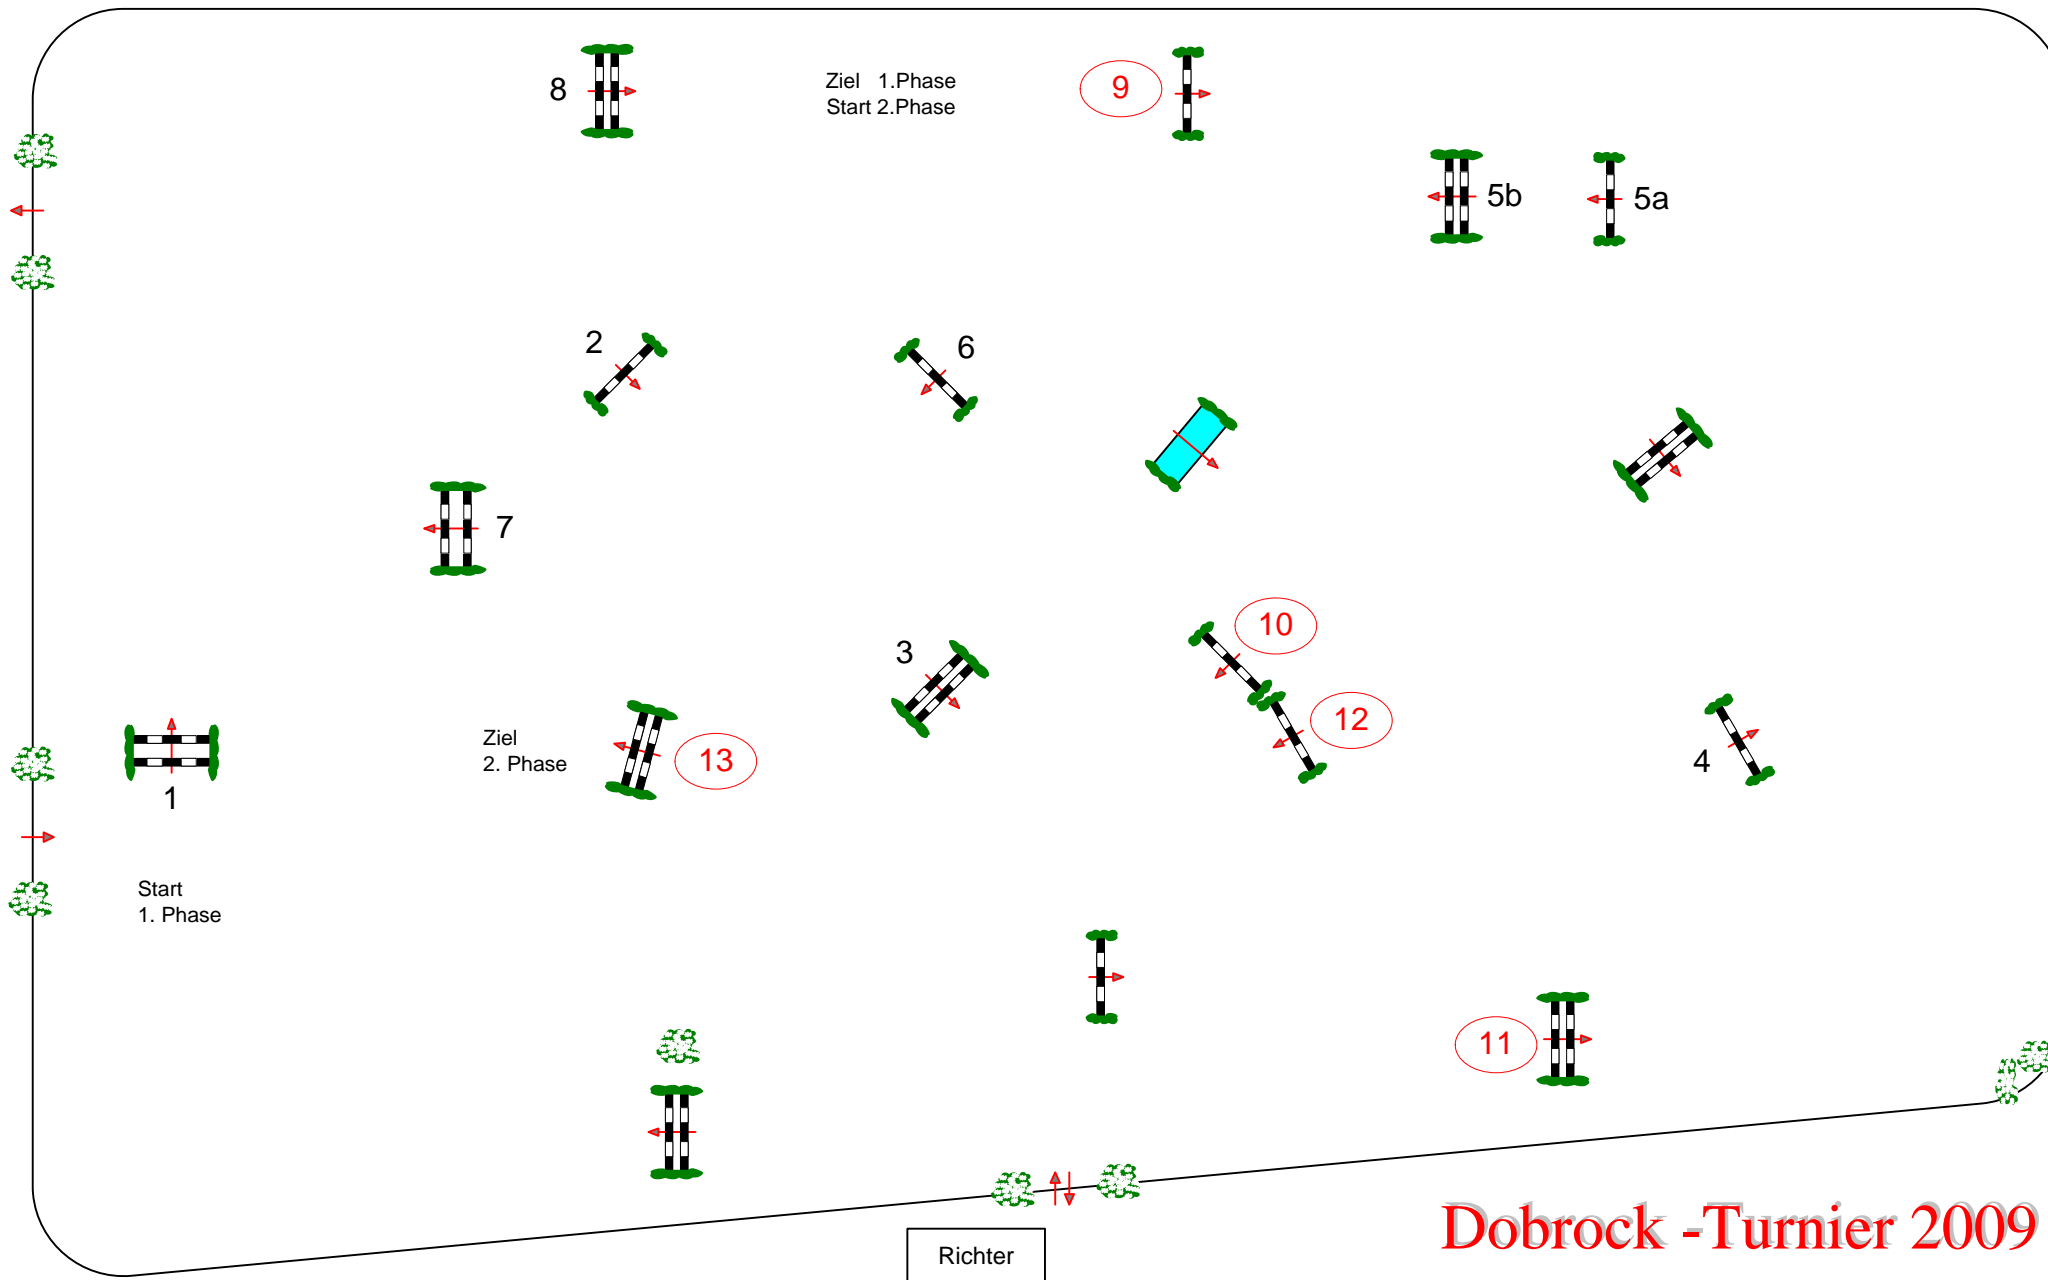 8
Ziel 1.Phase
Start 2.Phase
9
5b
5a
2
6
7
10
3
12
Ziel
2. Phase
13
4
1
Start
1. Phase
11
Dobrock -Turnier 2009
Richter